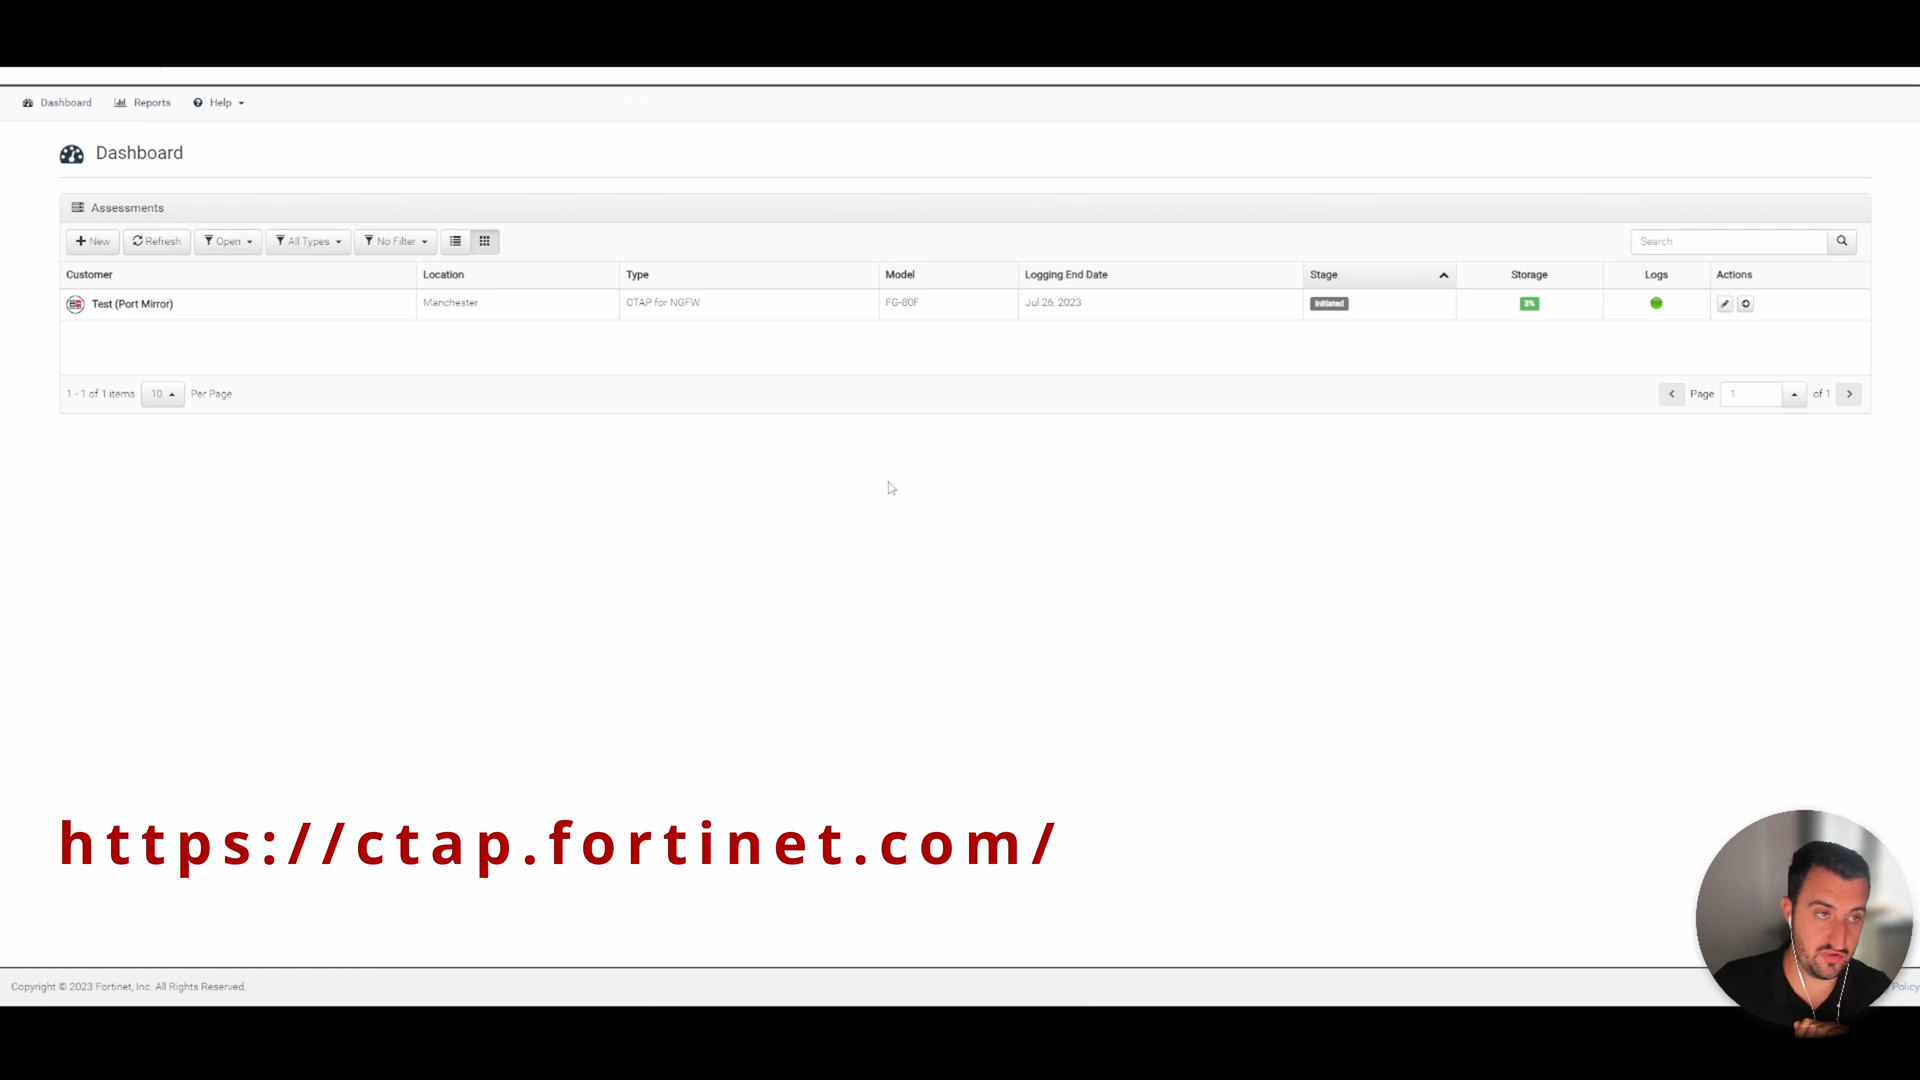 Dashboard Reports Help
Dashboard
Assessments
New Refresh Open All Types No Filter Search
Customer Location Type Model Logging End Date Stage Storage Logs Actions
Test (Port Mirror) Manchester CTAP for NGFW FG-80F Jul 26, 2023 Initiated 3%
1 - 1 of 1 items 10 Per Page Page 1 of 1
https://ctap.fortinet.com/
Copyright © 2023 Fortinet, Inc. All Rights Reserved. Policy